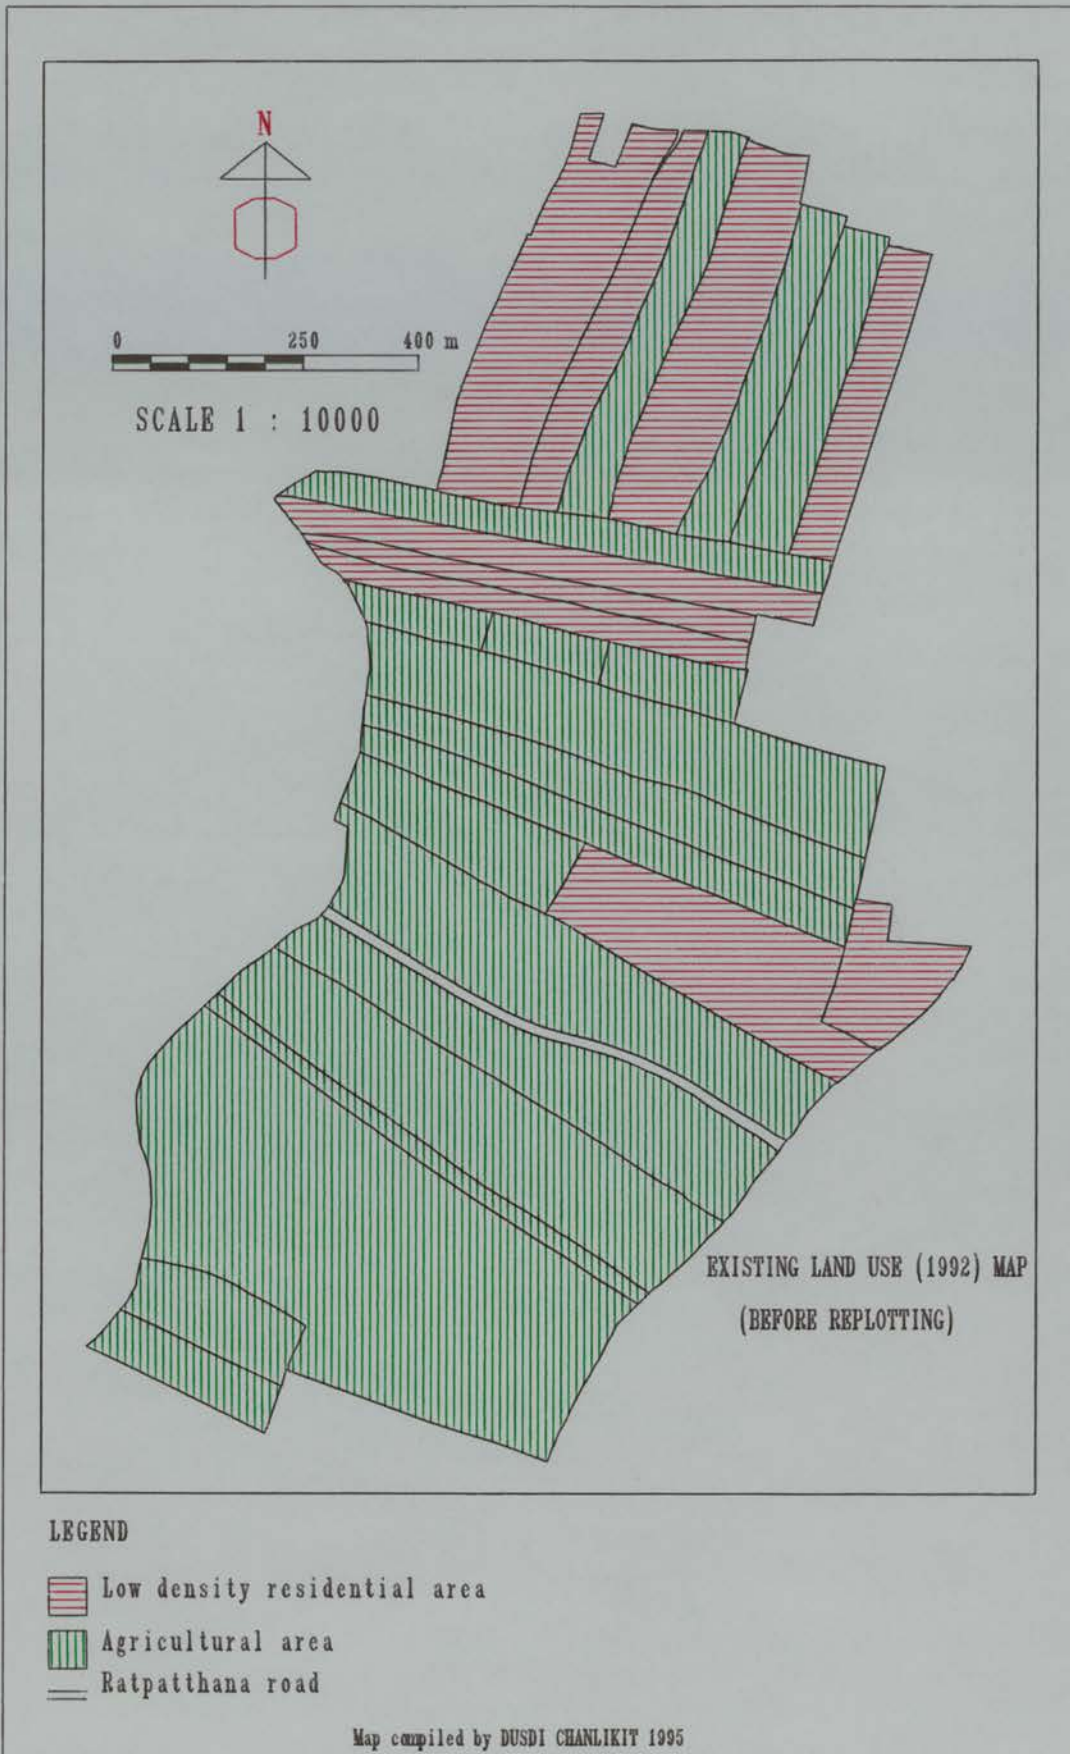 N
0 250 400 m
SCALE 1 : 10000
EXISTING LAND USE (1992) MAP
(BEFORE REPLOTTING)
LEGEND
Low density residential area
Agricultural area
Ratpatthana road
Map compiled by DUSDI CHANLIKIT 1995